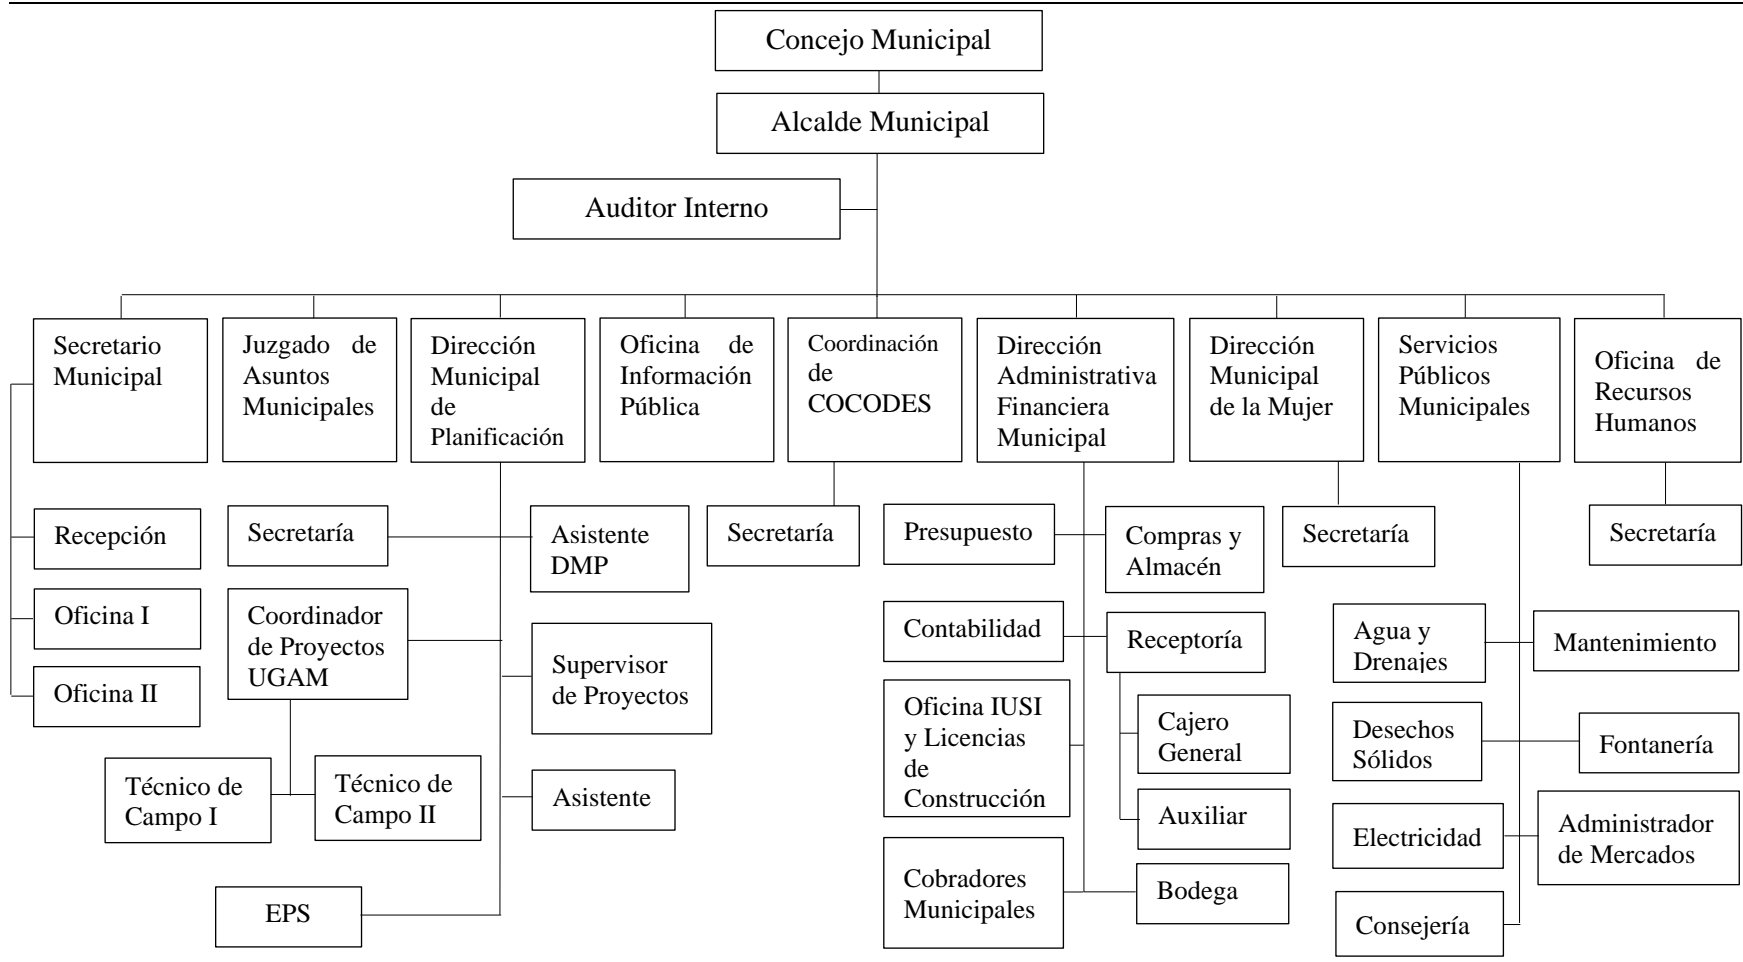 Concejo Municipal
Alcalde Municipal
Auditor Interno
Secretario
Municipal
Juzgado de
Asuntos
Municipales
Dirección
Municipal
de
Planificación
Oficina de
Información
Pública
Coordinación
de
COCODES
Dirección
Administrativa
Financiera
Municipal
Dirección
Municipal
de la Mujer
Servicios
Públicos
Municipales
Oficina de
Recursos
Humanos
Recepción
Oficina I
Oficina II
Secretaría
Asistente
DMP
Coordinador
de Proyectos
UGAM
Supervisor
de Proyectos
Técnico de
Campo I
Técnico de
Campo II
Asistente
EPS
Secretaría
Presupuesto
Compras y
Almacén
Contabilidad
Receptoría
Oficina IUSI
y Licencias
de
Construcción
Cajero
General
Auxiliar
Cobradores
Municipales
Bodega
Secretaría
Agua y
Drenajes
Mantenimiento
Desechos
Sólidos
Fontanería
Electricidad
Administrador
de Mercados
Consejería
Secretaría